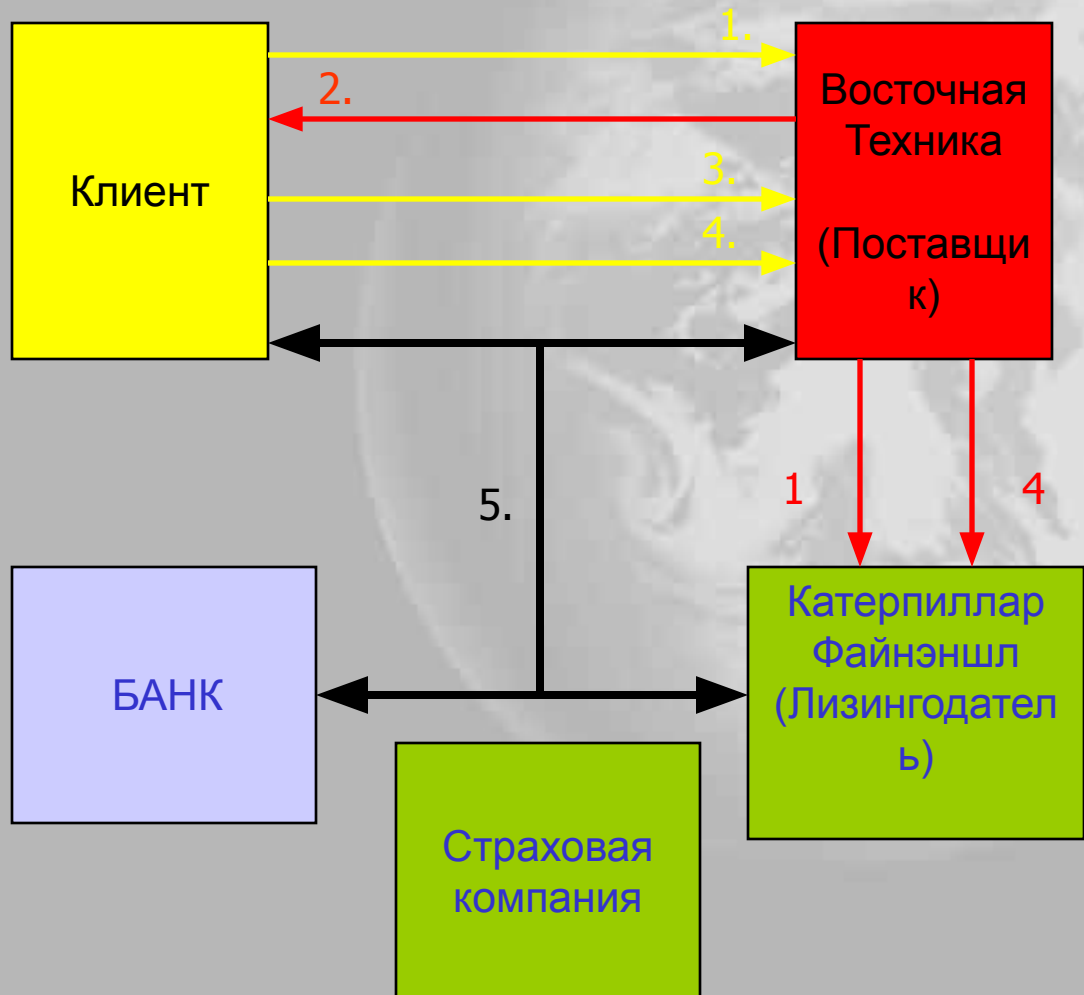 1.
2.
Клиент
3.
4.
Восточная
Техника
(Поставщи
к)
5.
1
4
БАНК
Катерпиллар
Файнэншл
(Лизингодател
ь)
Страховая
компания